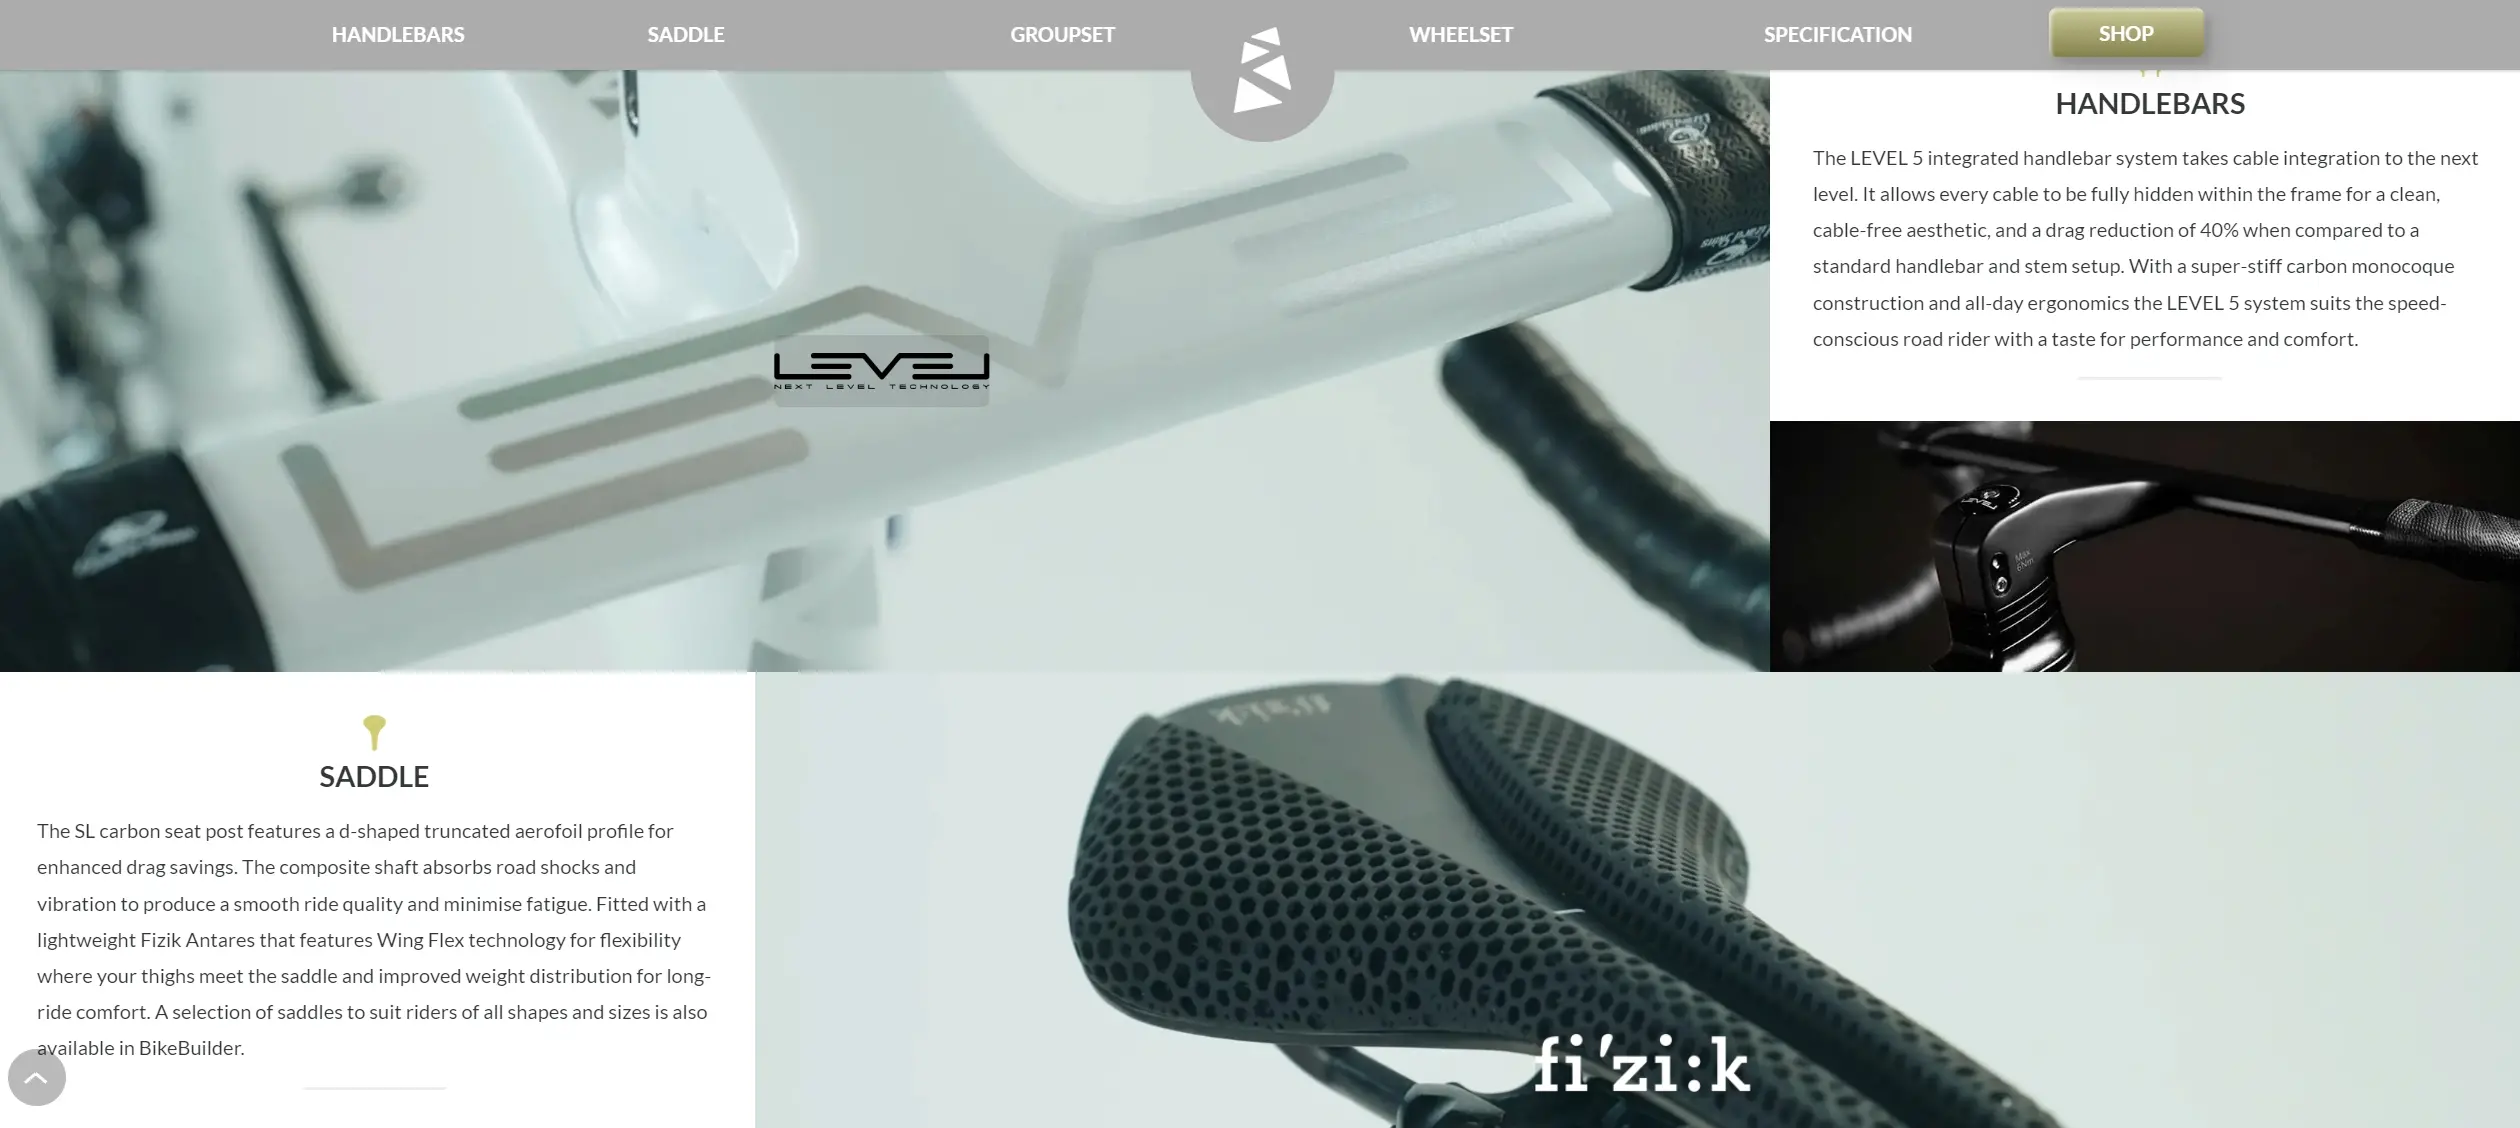 HANDLEBARS
SADDLE
GROUPSET
WHEELSET
SPECIFICATION
SHOP
HANDLEBARS
The LEVEL 5 integrated handlebar system takes cable integration to the next
level. It allows every cable to be fully hidden within the frame for a clean,
cable-free aesthetic, and a drag reduction of 40% when compared to a
standard handlebar and stem setup. With a super-stiff carbon monocoque
construction and all-day ergonomics the LEVEL 5 system suits the speed-
conscious road rider with a taste for performance and comfort.
Lizard Skins
LEVEL
NEXT LEVEL TECHNOLOGY
LEVEL
Max
6Nm
SADDLE
The SL carbon seat post features a d-shaped truncated aerofoil profile for
enhanced drag savings. The composite shaft absorbs road shocks and
vibration to produce a smooth ride quality and minimise fatigue. Fitted with a
lightweight Fizik Antares that features Wing Flex technology for flexibility
where your thighs meet the saddle and improved weight distribution for long-
ride comfort. A selection of saddles to suit riders of all shapes and sizes is also
available in BikeBuilder.
fi'zi:k
fi'zi:k